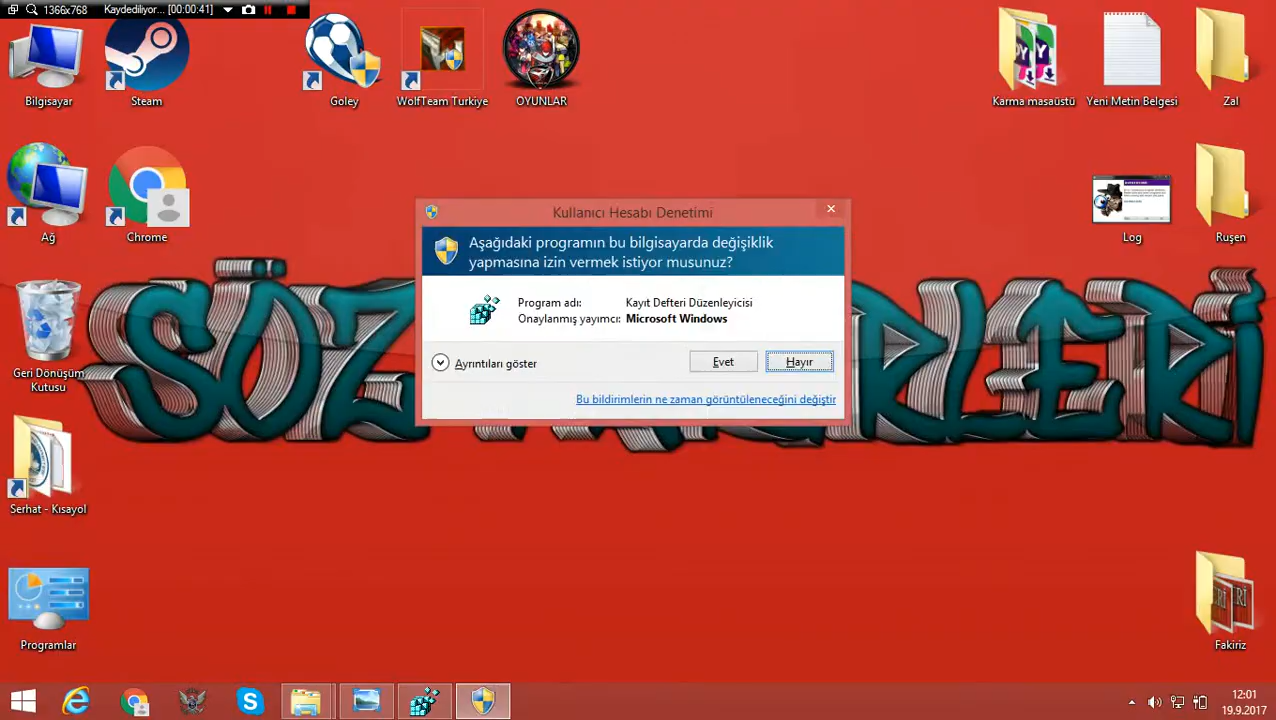 1366x768 Kaydediliyor... [00:00:41]
Bilgisayar
Steam
Goley
WolfTeam Turkiye
OYUNLAR
Karma masaüstü
Yeni Metin Belgesi
Zal
Ağ
Chrome
Log
Ruşen
Kullanıcı Hesabı Denetimi
Aşağıdaki programın bu bilgisayarda değişiklik
yapmasına izin vermek istiyor musunuz?
Program adı: Kayıt Defteri Düzenleyicisi
Onaylanmış yayımcı: Microsoft Windows
Ayrıntıları göster
Evet
Hayır
Bu bildirimlerin ne zaman görüntüleneceğini değiştir
Geri Dönüşüm
Kutusu
Serhat - Kısayol
Programlar
Fakiriz
12:01
19.9.2017